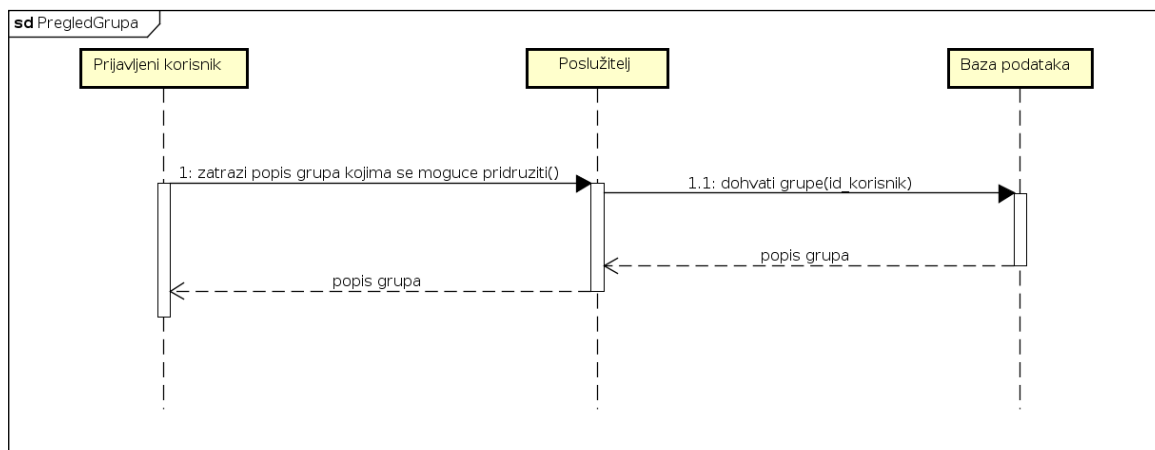 sd PregledGrupa
Prijavljeni korisnik
Poslužitelj
Baza podataka
1: zatrazi popis grupa kojima se moguce pridruziti()
1.1: dohvati grupe(id_korisnik)
popis grupa
popis grupa